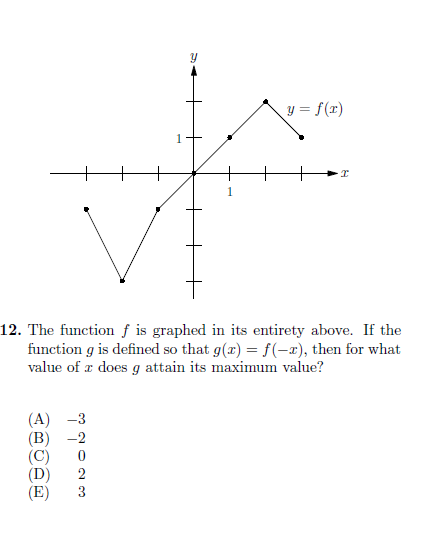 y
y = f(x)
1
x
1
12. The function f is graphed in its entirety above. If the
function g is defined so that g(x) = f(−x), then for what
value of x does g attain its maximum value?
(A) −3
(B) −2
(C) 0
(D) 2
(E) 3